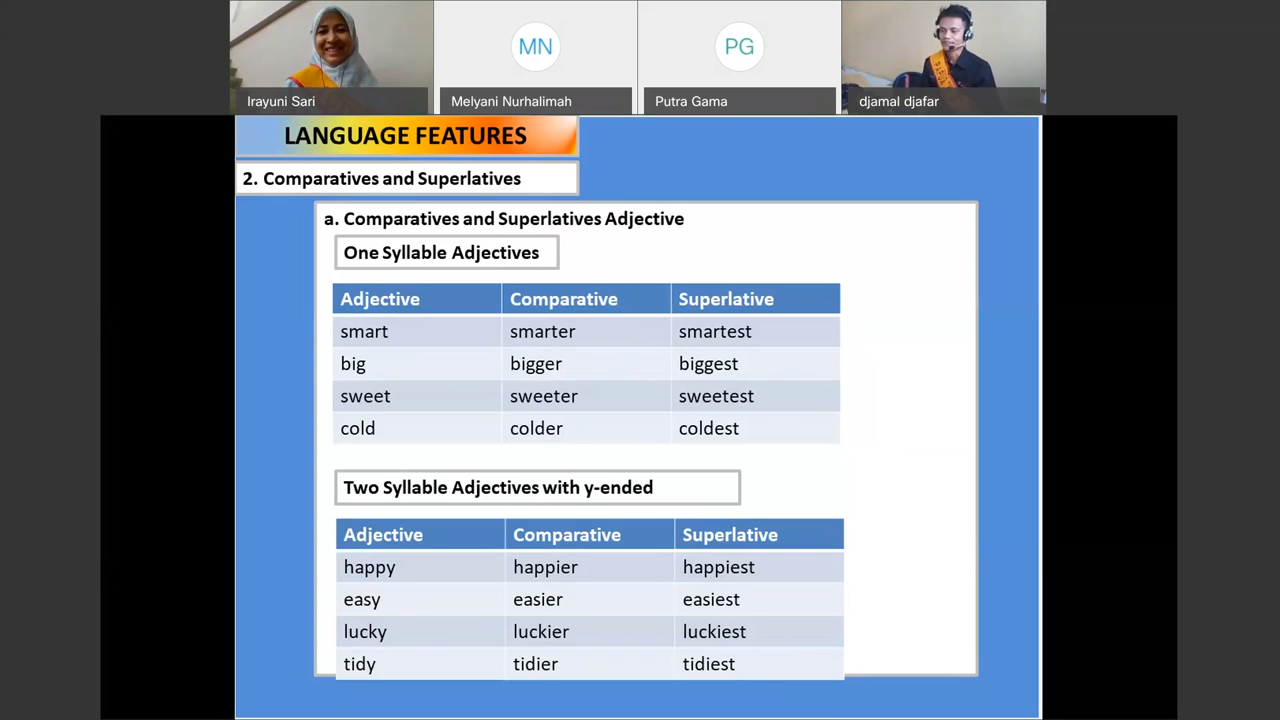 MN
PG
Irayuni Sari
Melyani Nurhalimah
Putra Gama
djamal djafar
LANGUAGE FEATURES
2. Comparatives and Superlatives
a. Comparatives and Superlatives Adjective
One Syllable Adjectives
Adjective Comparative Superlative
smart smarter smartest
big bigger biggest
sweet sweeter sweetest
cold colder coldest
Two Syllable Adjectives with y-ended
Adjective Comparative Superlative
happy happier happiest
easy easier easiest
lucky luckier luckiest
tidy tidier tidiest